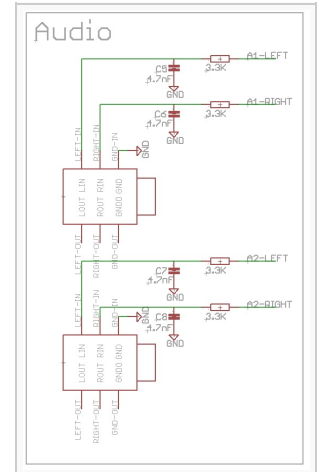 Audio
A1-LEFT
C5
3.3K
4.7nF
GND
A1-RIGHT
C6
3.3K
4.7nF
GND
LEFT-IN
RIGHT-IN
GND-IN
GND
LOUT LIN
ROUT RIN
GNDO GND
LEFT-OUT
RIGHT-OUT
GND-OUT
A2-LEFT
C7
3.3K
4.7nF
GND
A2-RIGHT
C8
3.3K
4.7nF
GND
LEFT-IN
RIGHT-IN
GND-IN
GND
LOUT LIN
ROUT RIN
GNDO GND
LEFT-OUT
RIGHT-OUT
GND-OUT